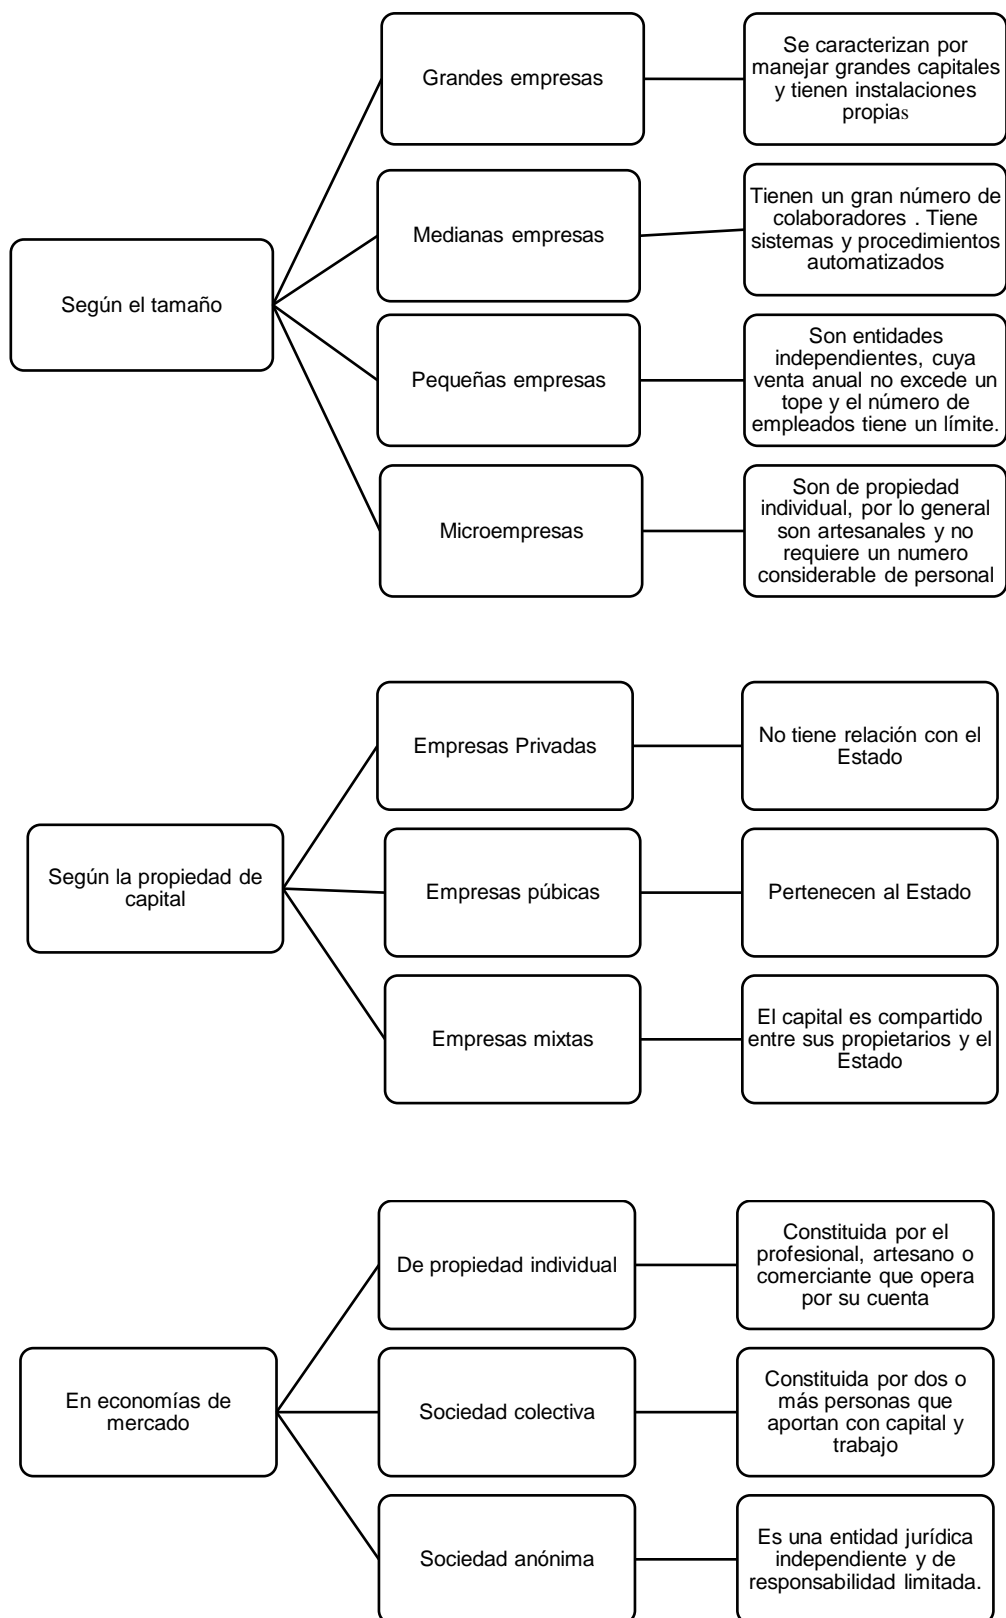 Según el tamaño
Grandes empresas
Se caracterizan por
manejar grandes capitales
y tienen instalaciones
propias
Medianas empresas
Tienen un gran número de
colaboradores . Tiene
sistemas y procedimientos
automatizados
Pequeñas empresas
Son entidades
independientes, cuya
venta anual no excede un
tope y el número de
empleados tiene un límite.
Microempresas
Son de propiedad
individual, por lo general
son artesanales y no
requiere un numero
considerable de personal
Según la propiedad de
capital
Empresas Privadas
No tiene relación con el
Estado
Empresas púbicas
Pertenecen al Estado
Empresas mixtas
El capital es compartido
entre sus propietarios y el
Estado
En economías de
mercado
De propiedad individual
Constituida por el
profesional, artesano o
comerciante que opera
por su cuenta
Sociedad colectiva
Constituida por dos o
más personas que
aportan con capital y
trabajo
Sociedad anónima
Es una entidad jurídica
independiente y de
responsabilidad limitada.